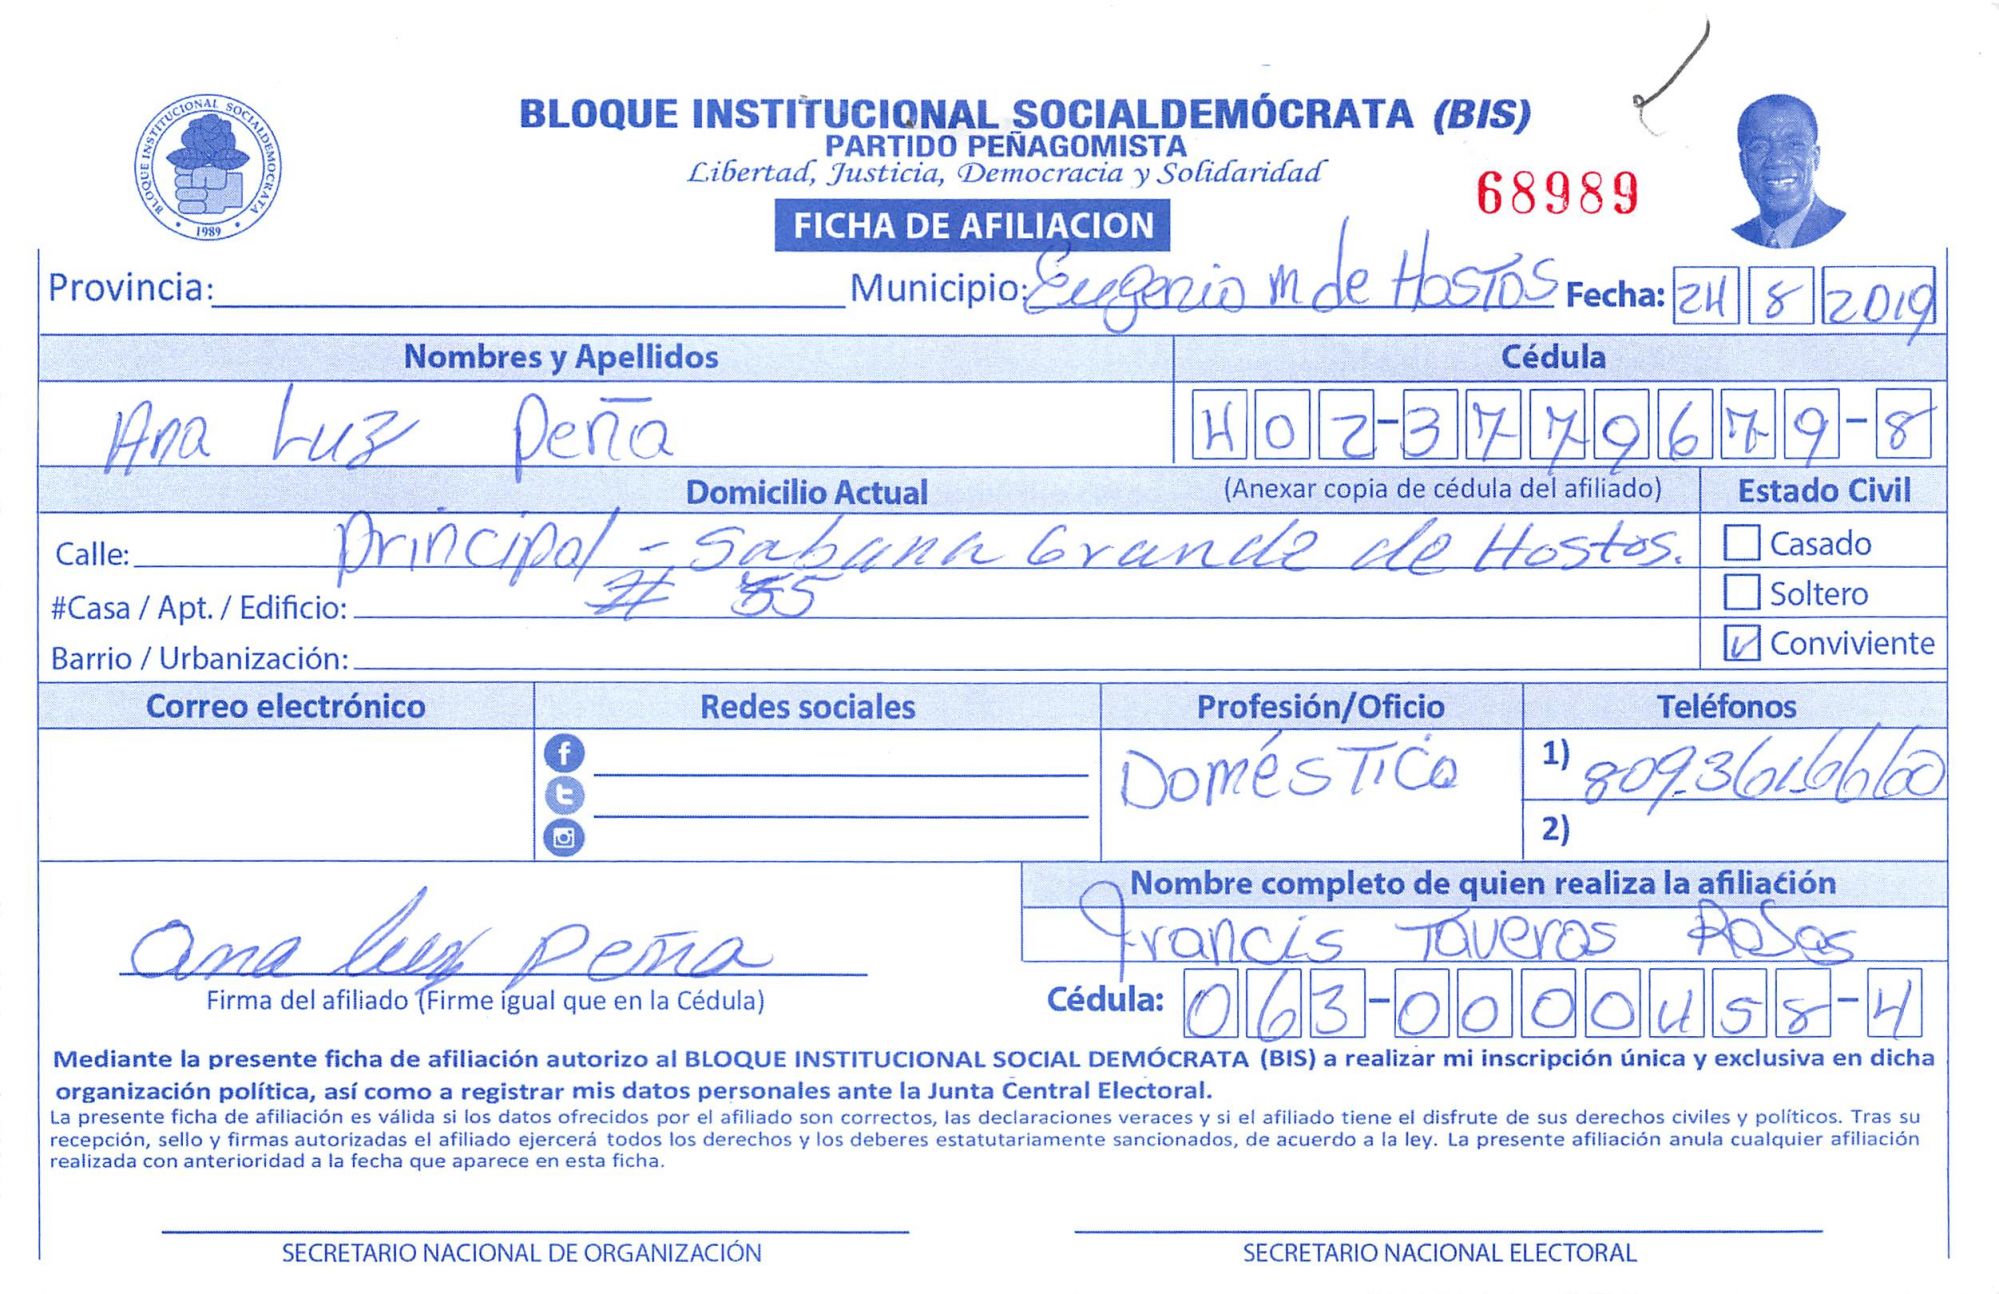 BLOQUE INSTITUCIONAL SOCIALDEMOCRATA
1989
BLOQUE INSTITUCIONAL SOCIALDEMÓCRATA (BIS)
PARTIDO PEÑAGOMISTA
Libertad, Justicia, Democracia y Solidaridad
68989
FICHA DE AFILIACION
Provincia: Municipio: Eugenio M de Hostos Fecha: 24 8 2019
Nombres y Apellidos Cédula
Ana Luz Peña 402-3779679-8
Domicilio Actual (Anexar copia de cédula del afiliado) Estado Civil
Calle: Principal - Sabana Grande de Hostos. Casado
#Casa / Apt. / Edificio: # 55 Soltero
Barrio / Urbanización: Conviviente
Correo electrónico Redes sociales Profesión/Oficio Teléfonos
Doméstica 1) 809.361.6660
2)
Nombre completo de quien realiza la afiliación
Francis Taveras Rosas
ana luz peña
Firma del afiliado (Firme igual que en la Cédula) Cédula: 063-0000458-4
Mediante la presente ficha de afiliación autorizo al BLOQUE INSTITUCIONAL SOCIAL DEMÓCRATA (BIS) a realizar mi inscripción única y exclusiva en dicha
organización política, así como a registrar mis datos personales ante la Junta Central Electoral.
La presente ficha de afiliación es válida si los datos ofrecidos por el afiliado son correctos, las declaraciones veraces y si el afiliado tiene el disfrute de sus derechos civiles y políticos. Tras su
recepción, sello y firmas autorizadas el afiliado ejercerá todos los derechos y los deberes estatutariamente sancionados, de acuerdo a la ley. La presente afiliación anula cualquier afiliación
realizada con anterioridad a la fecha que aparece en esta ficha.
SECRETARIO NACIONAL DE ORGANIZACIÓN SECRETARIO NACIONAL ELECTORAL